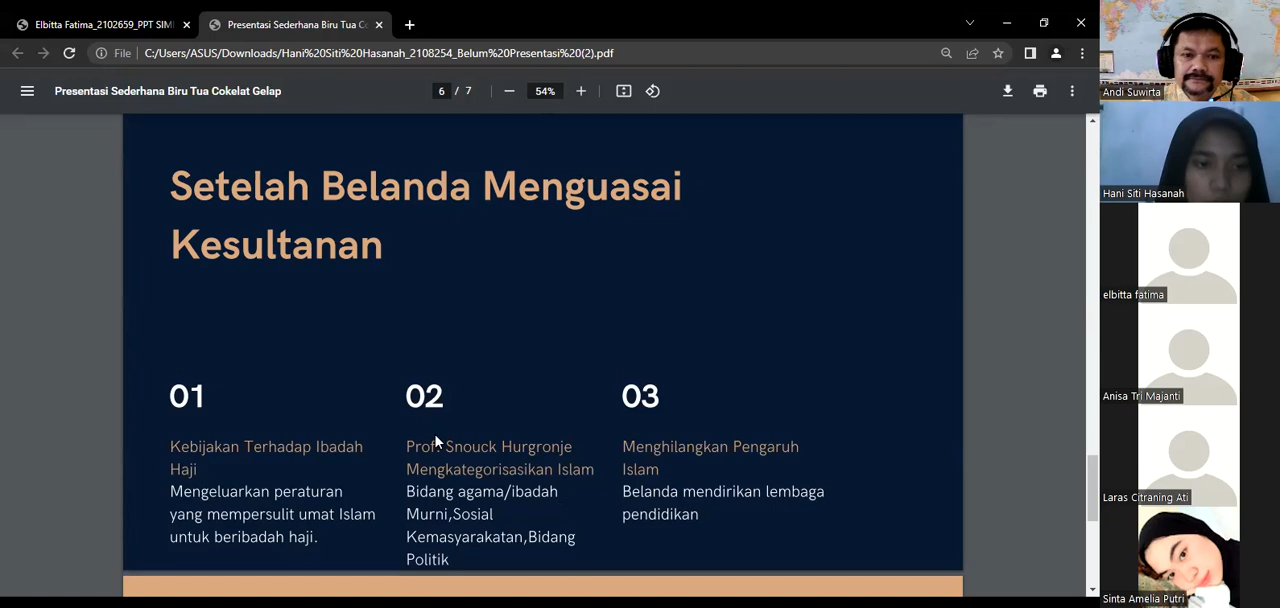 Elbitta Fatima_2102659_PPT SIMI
Presentasi Sederhana Biru Tua Co
File
C:/Users/ASUS/Downloads/Hani%20Siti%20Hasanah_2108254_Belum%20Presentasi%20(2).pdf
Presentasi Sederhana Biru Tua Cokelat Gelap
6 / 7
54%
Setelah Belanda Menguasai
Kesultanan
01
Kebijakan Terhadap Ibadah
Haji
Mengeluarkan peraturan
yang mempersulit umat Islam
untuk beribadah haji.
02
Prof. Snouck Hurgronje
Mengkategorisasikan Islam
Bidang agama/ibadah
Murni,Sosial
Kemasyarakatan,Bidang
Politik
03
Menghilangkan Pengaruh
Islam
Belanda mendirikan lembaga
pendidikan
Andi Suwirta
Hani Siti Hasanah
elbitta fatima
Anisa Tri Majanti
Laras Citraning Ati
Sinta Amelia Putri